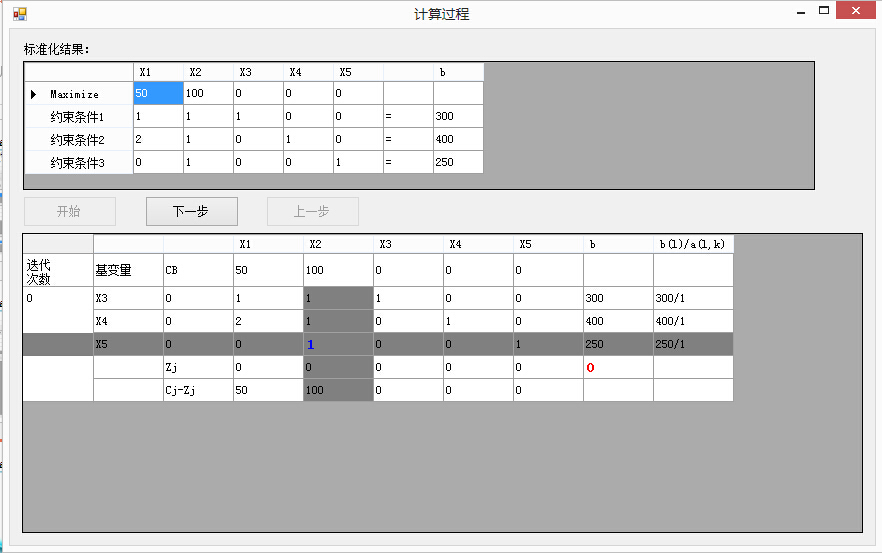 计算过程
标准化结果:
X1 X2 X3 X4 X5 b
Maximize 50 100 0 0 0
约束条件1 1 1 1 0 0 = 300
约束条件2 2 1 0 1 0 = 400
约束条件3 0 1 0 0 1 = 250
开始 下一步 上一步
X1 X2 X3 X4 X5 b b(l)/a(l,k)
迭代
次数 基变量 CB 50 100 0 0 0
0 X3 0 1 1 1 0 0 300 300/1
X4 0 2 1 0 1 0 400 400/1
X5 0 0 1 0 0 1 250 250/1
Zj 0 0 0 0 0 0
Cj-Zj 50 100 0 0 0